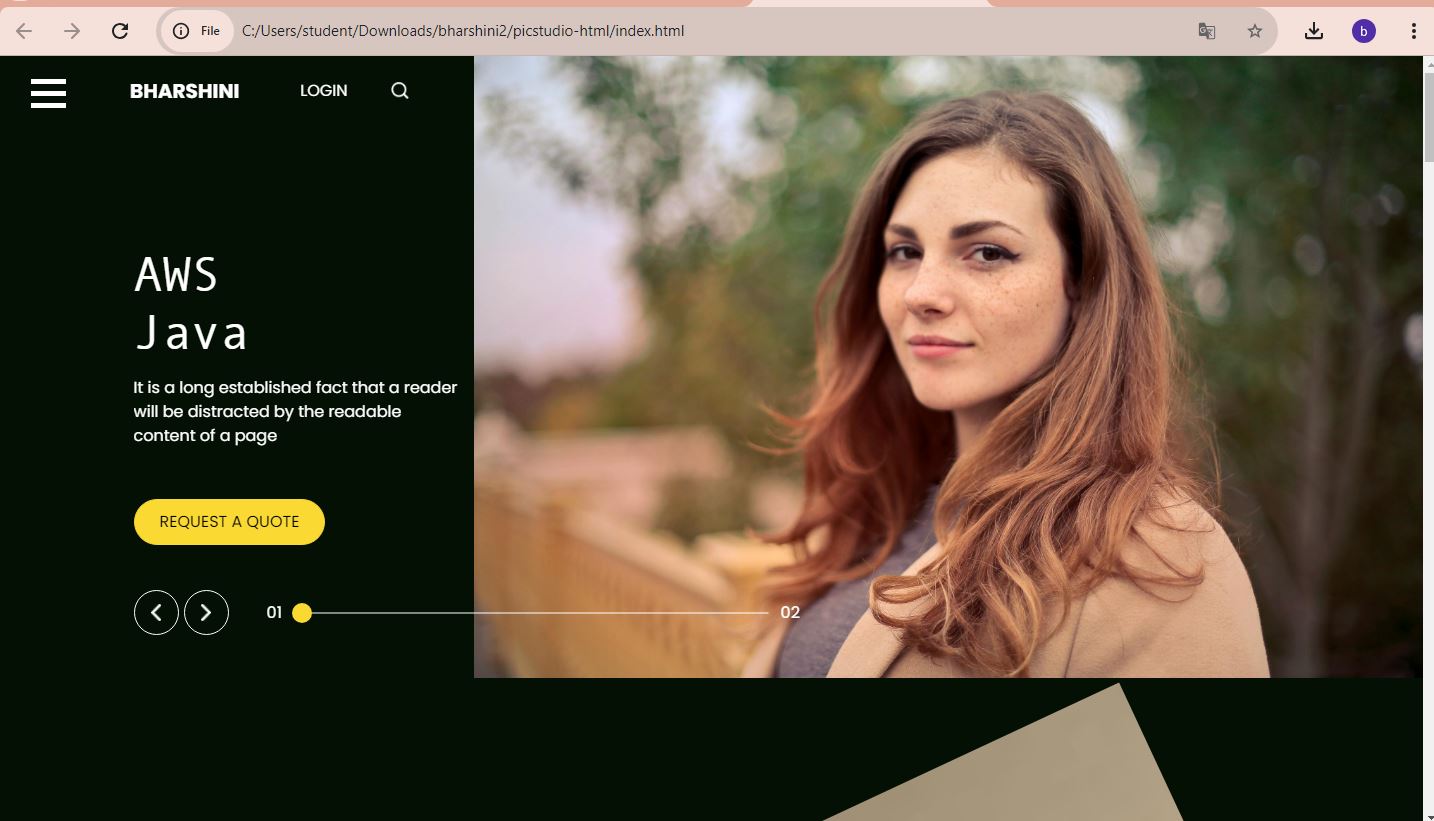 File C:/Users/student/Downloads/bharshini2/picstudio-html/index.html
b
BHARSHINI LOGIN
AWS
Java
It is a long established fact that a reader
will be distracted by the readable
content of a page
REQUEST A QUOTE
01 02